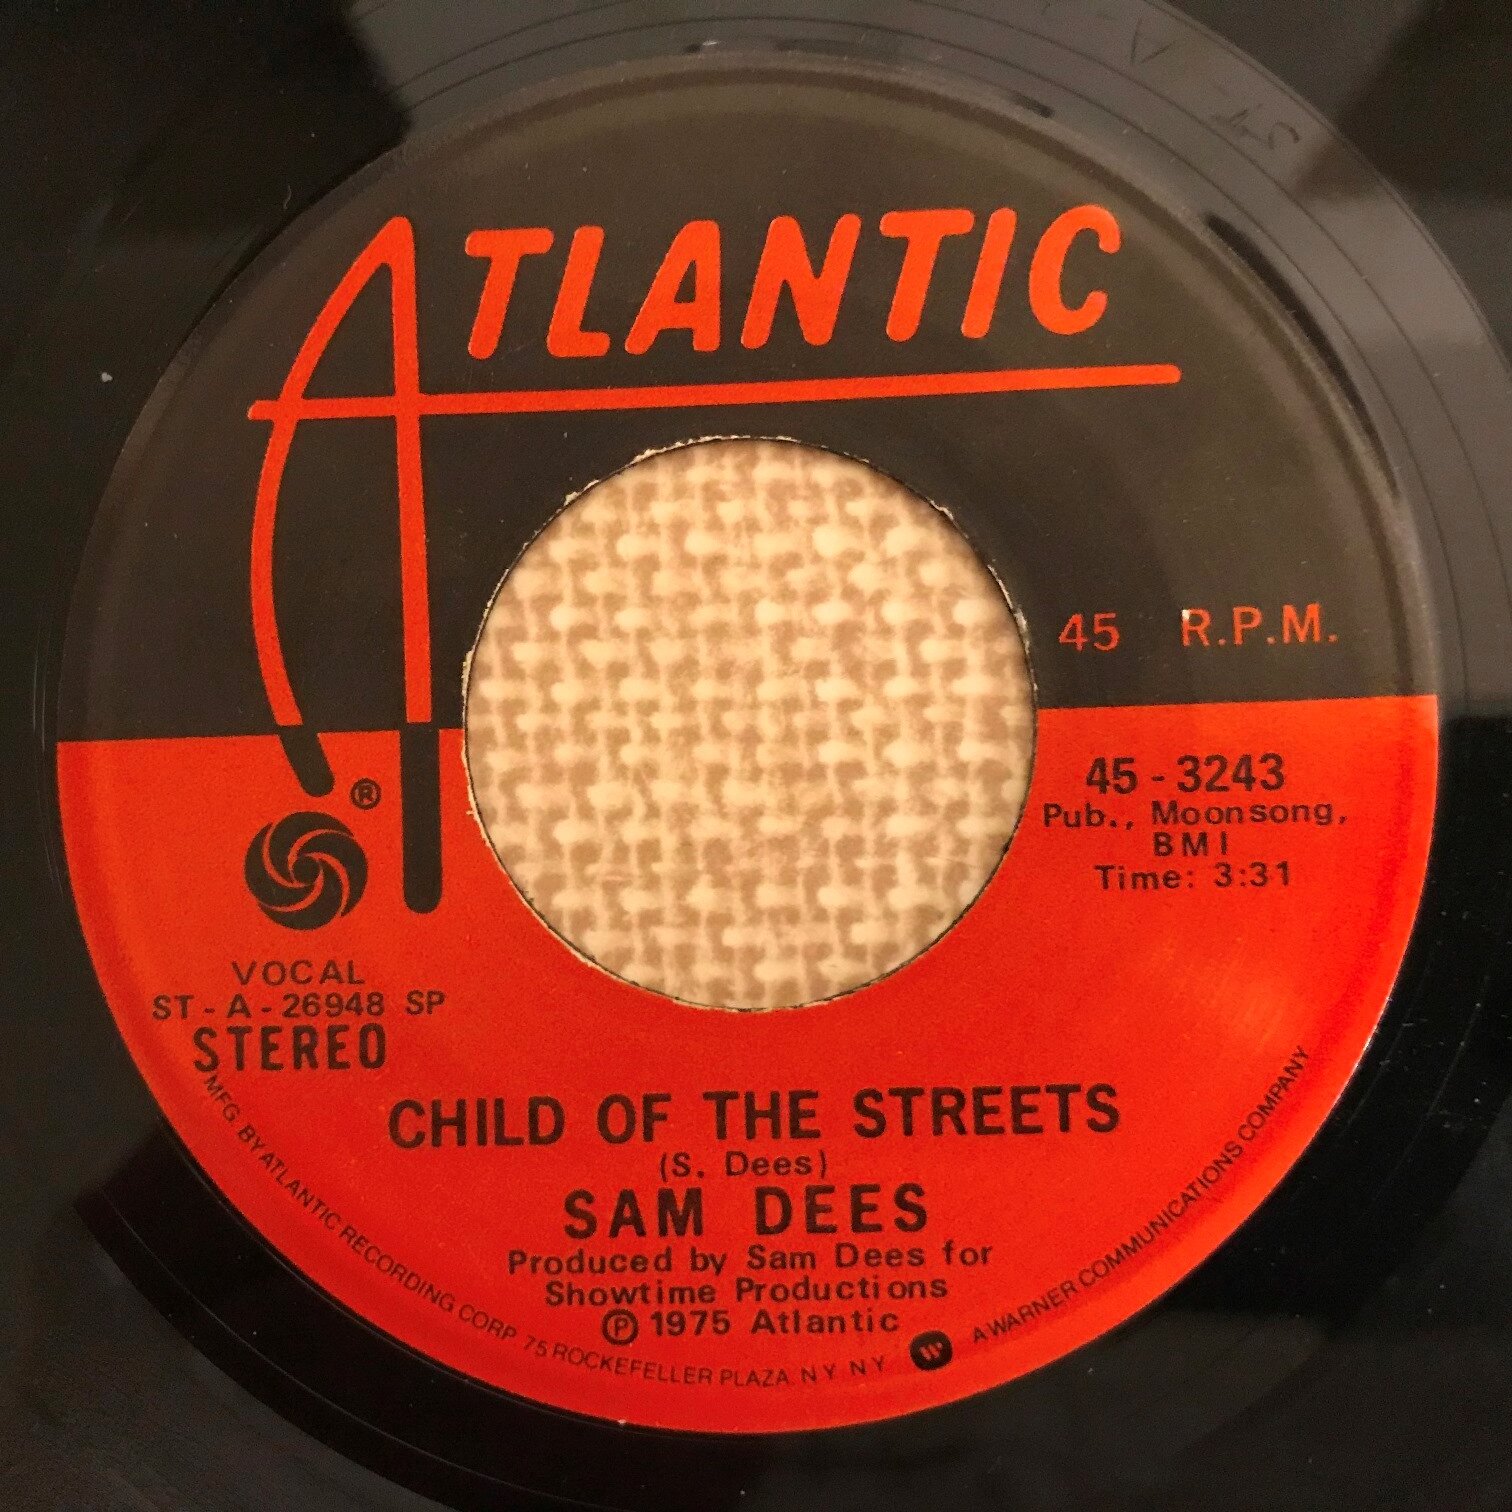 ATLANTIC
45 R.P.M.
45-3243
Pub., Moonsong,
BMI
Time: 3:31
®
VOCAL
ST-A-26948 SP
STEREO
CHILD OF THE STREETS
(S. Dees)
SAM DEES
Produced by Sam Dees for
Showtime Productions
℗ 1975 Atlantic
MFG. BY ATLANTIC RECORDING CORP. 75 ROCKEFELLER PLAZA. N Y N Y
A WARNER COMMUNICATIONS COMPANY